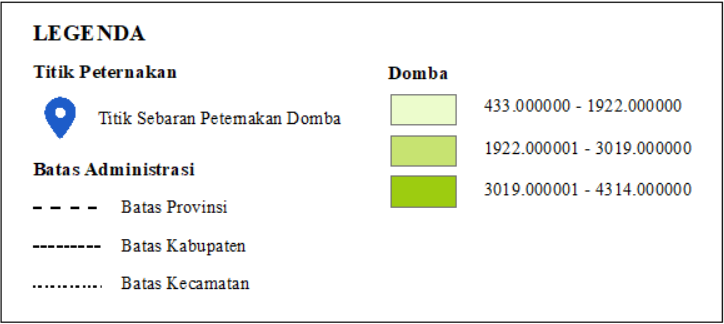 LEGENDA
Titik Peternakan
Titik Sebaran Peternakan Domba
Batas Administrasi
Batas Provinsi
Batas Kabupaten
Batas Kecamatan
Domba
433.000000 - 1922.000000
1922.000001 - 3019.000000
3019.000001 - 4314.000000